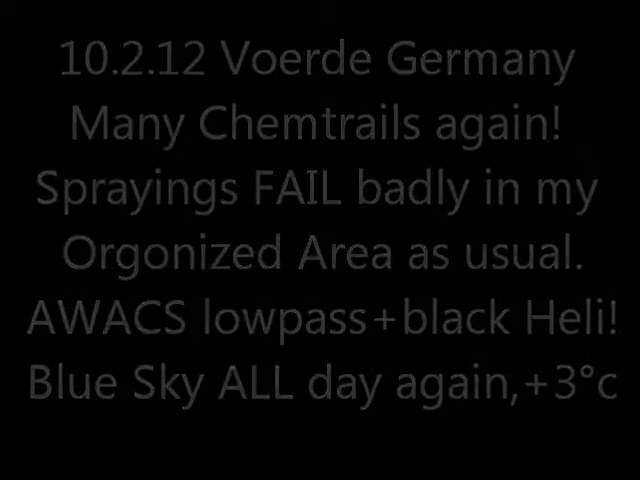 10.2.12 Voerde Germany
Many Chemtrails again!
Sprayings FAIL badly in my
Orgonized Area as usual.
AWACS lowpass+black Heli!
Blue Sky ALL day again,+3°c